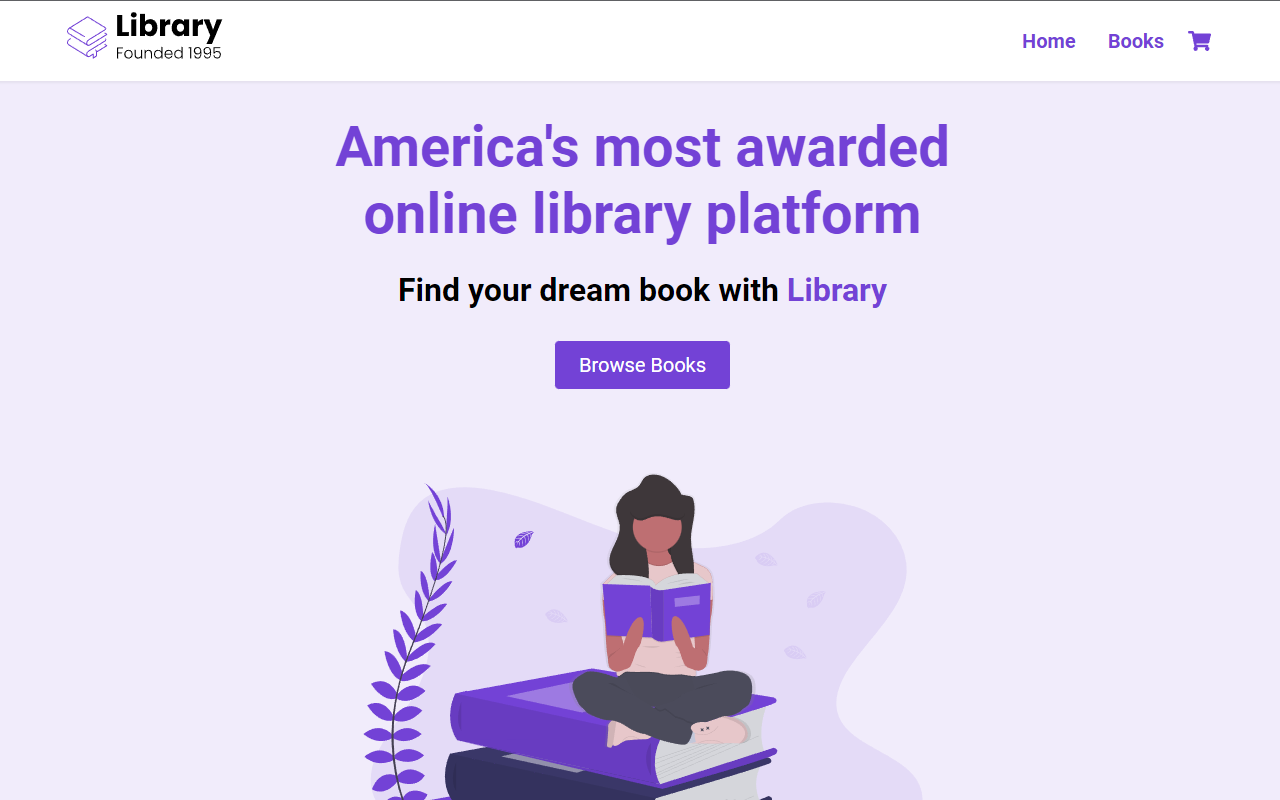 Library
Founded 1995
Home
Books
America's most awarded
online library platform
Find your dream book with Library
Browse Books